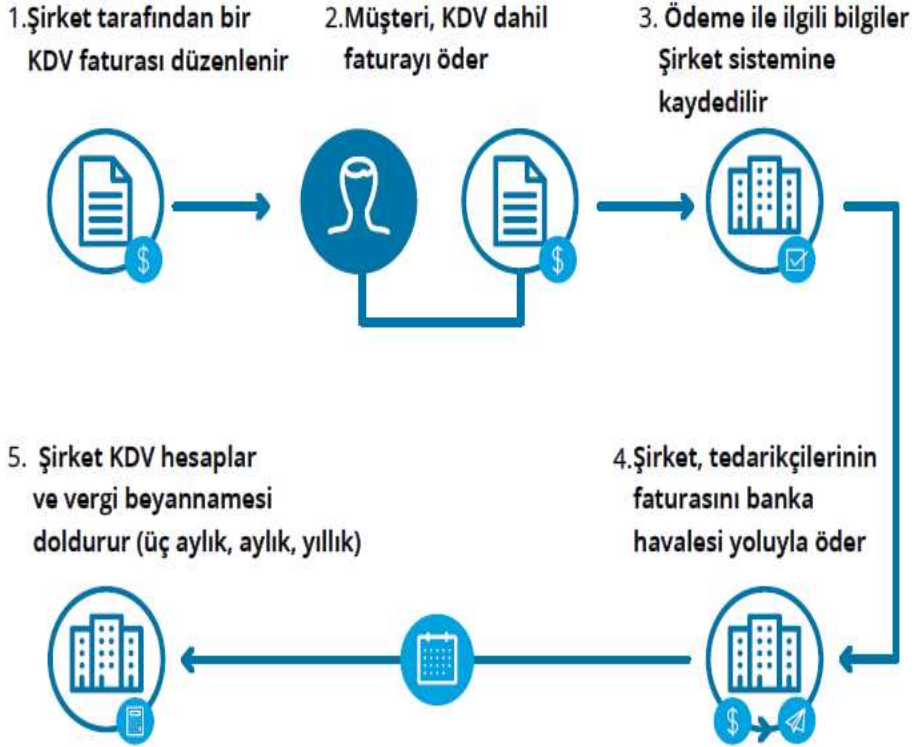 1.Şirket tarafından bir
KDV faturası düzenlenir
2.Müşteri, KDV dahil
faturayı öder
3. Ödeme ile ilgili bilgiler
Şirket sistemine
kaydedilir
$
$
5. Şirket KDV hesaplar
ve vergi beyannamesi
doldurur (üç aylık, aylık, yıllık)
4.Şirket, tedarikçilerinin
faturasını banka
havalesi yoluyla öder
$